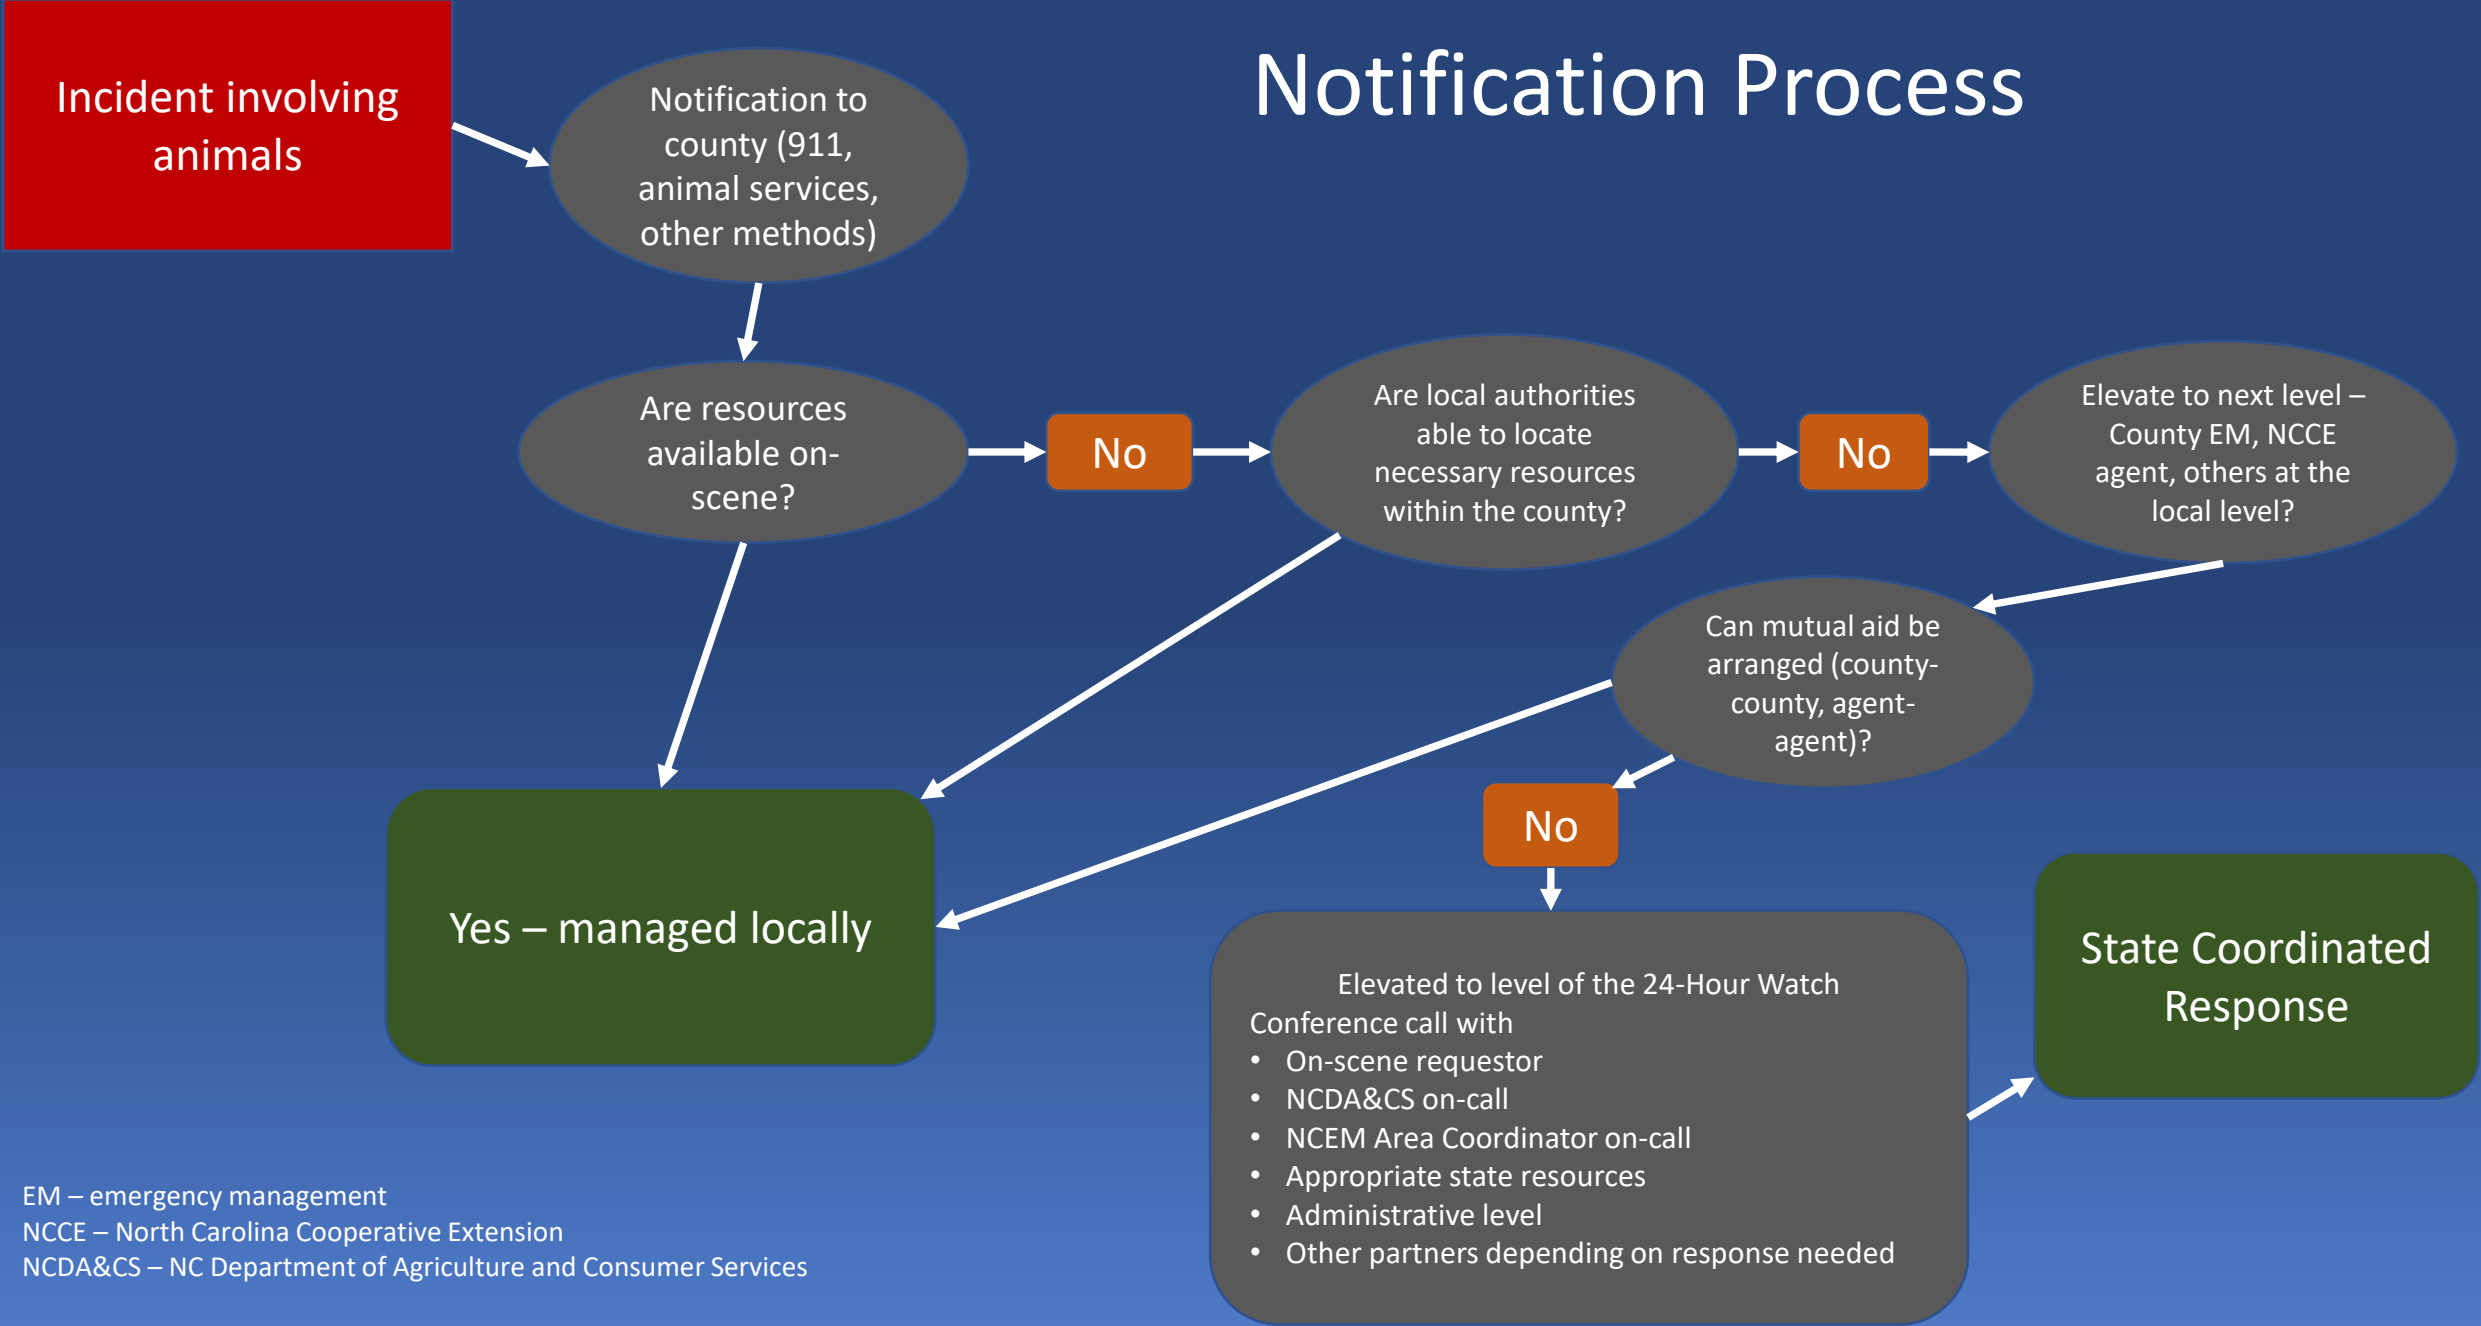 Notification Process
Incident involving
animals
Notification to
county (911,
animal services,
other methods)
Are resources
available on-
scene?
No
Are local authorities
able to locate
necessary resources
within the county?
No
Elevate to next level –
County EM, NCCE
agent, others at the
local level?
Can mutual aid be
arranged (county-
county, agent-
agent)?
No
Yes – managed locally
Elevated to level of the 24-Hour Watch
Conference call with
• On-scene requestor
• NCDA&CS on-call
• NCEM Area Coordinator on-call
• Appropriate state resources
• Administrative level
• Other partners depending on response needed
State Coordinated
Response
EM – emergency management
NCCE – North Carolina Cooperative Extension
NCDA&CS – NC Department of Agriculture and Consumer Services